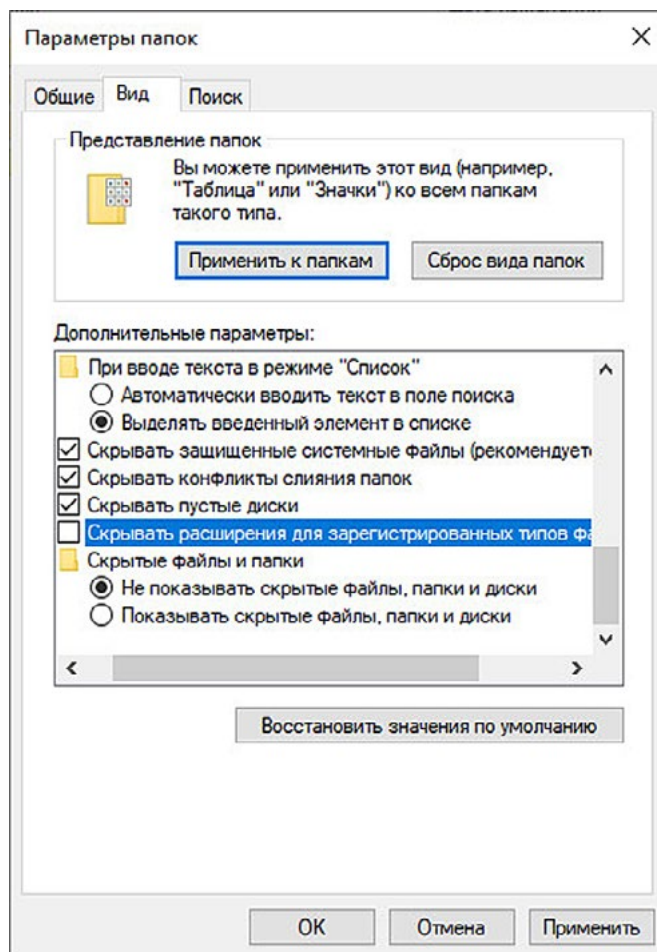 Параметры папок
Общие
Вид
Поиск
Представление папок
Вы можете применить этот вид (например,
"Таблица" или "Значки") ко всем папкам
такого типа.
Применить к папкам
Сброс вида папок
Дополнительные параметры:
При вводе текста в режиме "Список"
Автоматически вводить текст в поле поиска
Выделять введенный элемент в списке
Скрывать защищенные системные файлы (рекомендует
Скрывать конфликты слияния папок
Скрывать пустые диски
Скрывать расширения для зарегистрированных типов фа
Скрытые файлы и папки
Не показывать скрытые файлы, папки и диски
Показывать скрытые файлы, папки и диски
Восстановить значения по умолчанию
ОК
Отмена
Применить